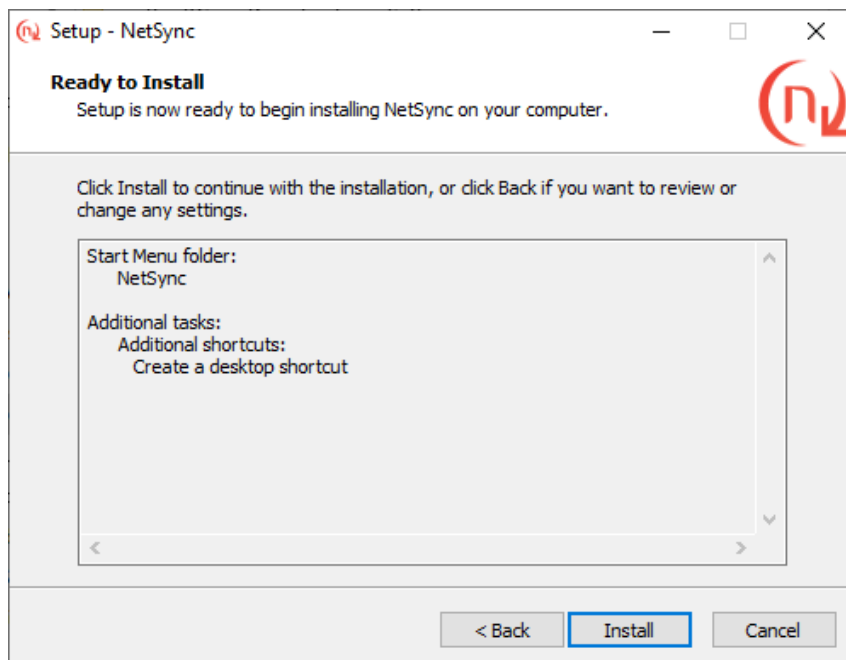 Setup - NetSync
Ready to Install
Setup is now ready to begin installing NetSync on your computer.
Click Install to continue with the installation, or click Back if you want to review or
change any settings.
Start Menu folder:
NetSync
Additional tasks:
Additional shortcuts:
Create a desktop shortcut
< Back
Install
Cancel